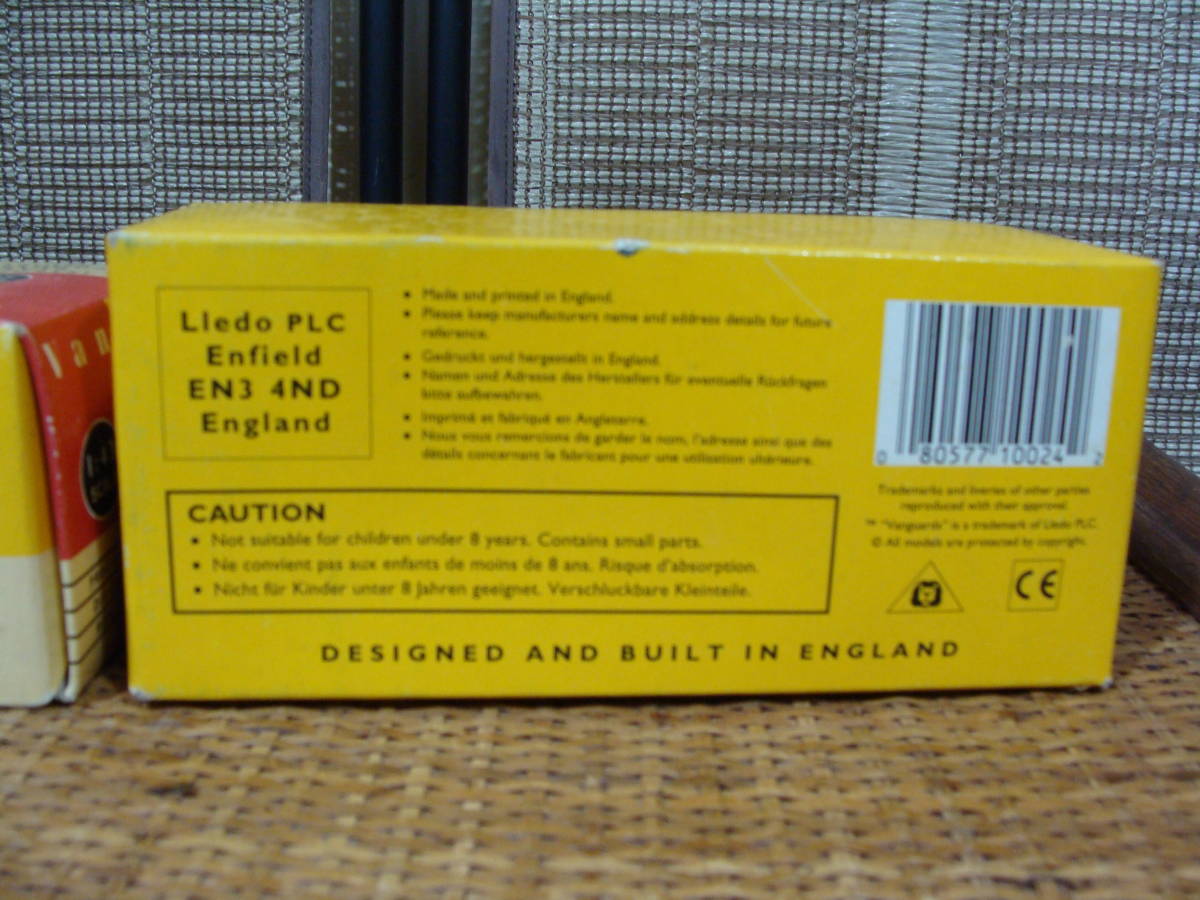 Lledo PLC
Enfield
EN3 4ND
England
• Made and printed in England.
• Please keep manufacturers name and address details for future
reference.
• Gedruckt und hergestellt in England.
• Namen und Adresse des Herstellers für eventuelle Rückfragen
bitte aufbewahren.
• Imprimé et fabriqué en Angleterre.
• Nous vous remercions de garder le nom, l'adresse ainsi que des
détails concernant le fabricant pour une utilisation ultérieure.
0 80577 10024 2
Trademarks and liveries of other parties
reproduced with their approval.
™ "Vanguards" is a trademark of Lledo PLC.
© All models are protected by copyright.
CE
CAUTION
• Not suitable for children under 8 years. Contains small parts.
• Ne convient pas aux enfants de moins de 8 ans. Risque d'absorption.
• Nicht für Kinder unter 8 Jahren geeignet. Verschluckbare Kleinteile.
DESIGNED AND BUILT IN ENGLAND
Van